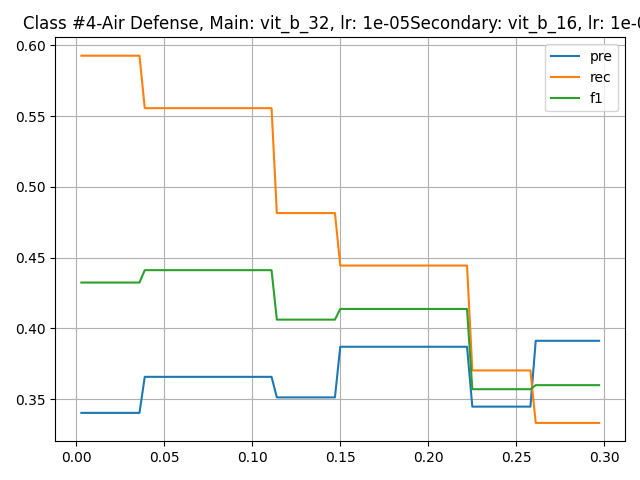 Class #4-Air Defense, Main: vit_b_32, lr: 1e-05Secondary: vit_b_16, lr: 1e-0
pre
rec
f1
0.60
0.55
0.50
0.45
0.40
0.35
0.00 0.05 0.10 0.15 0.20 0.25 0.30